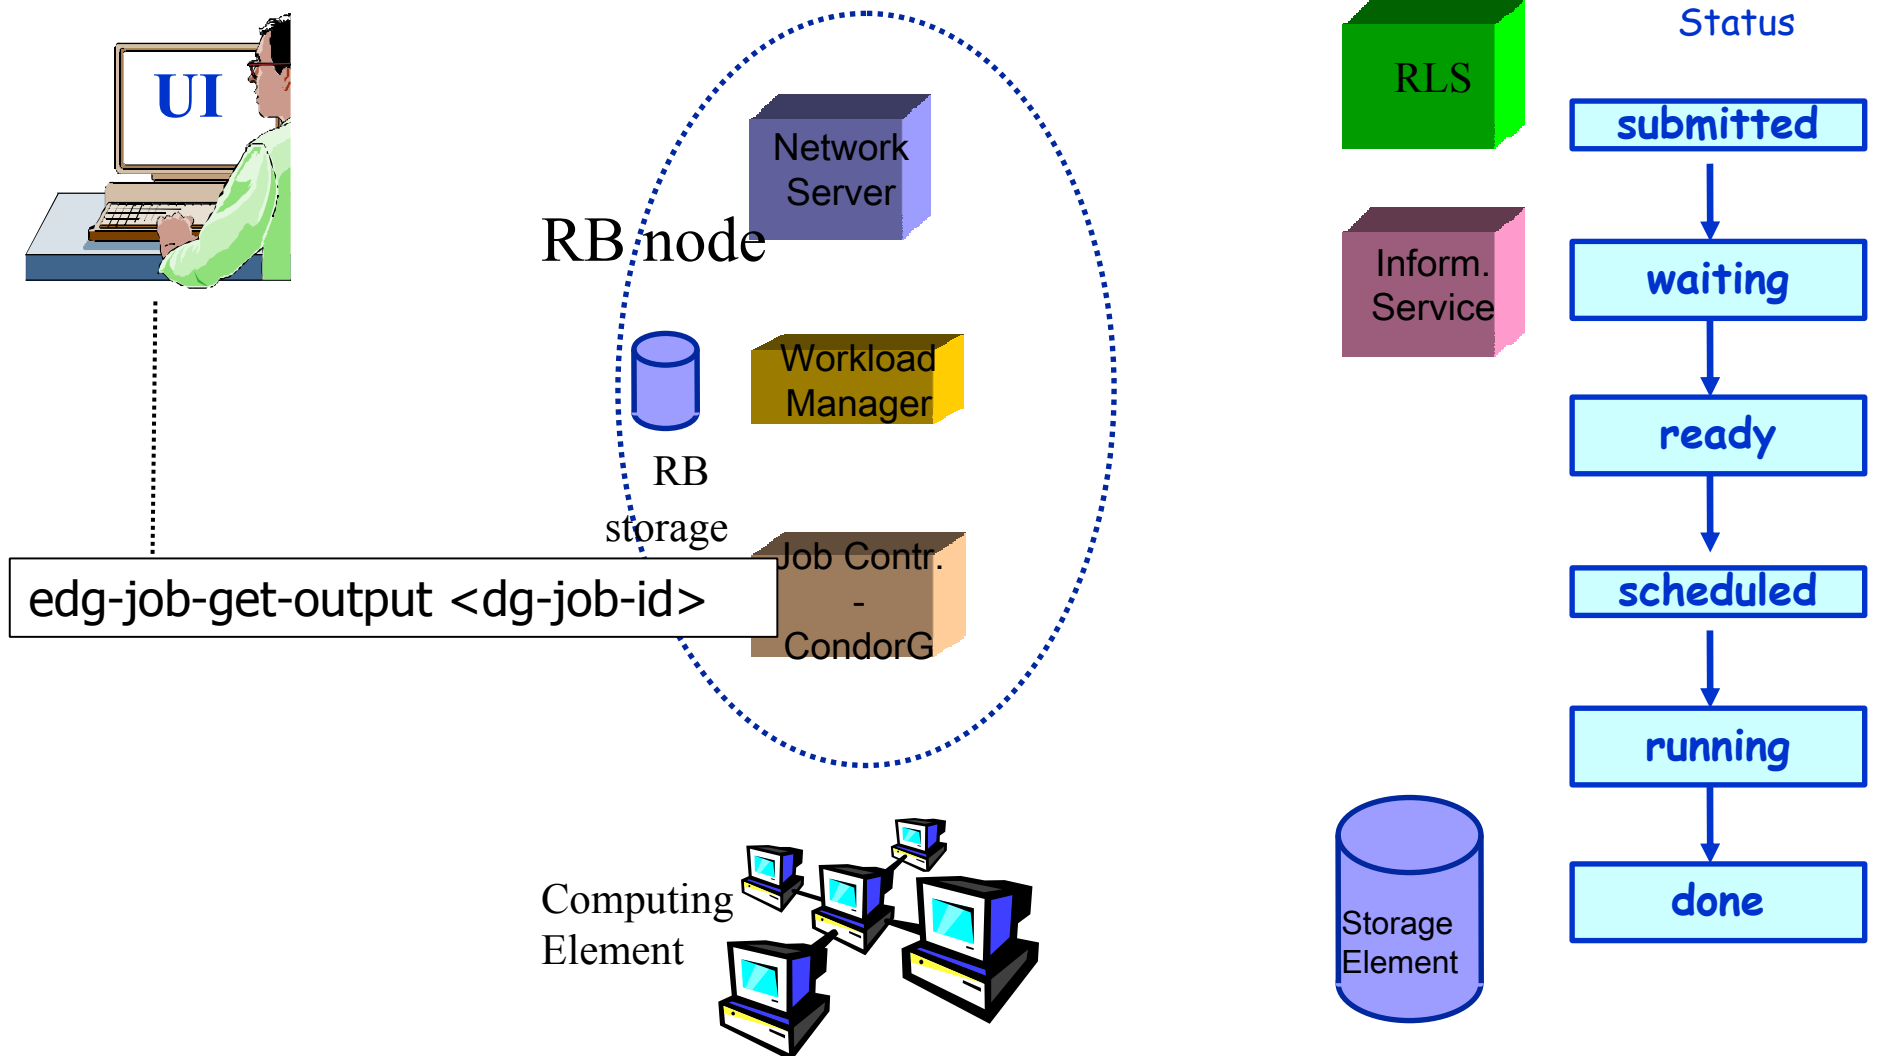 UI
RB node
Network
Server
RB
storage
Workload
Manager
Job Contr.
-
CondorG
edg-job-get-output <dg-job-id>
Computing
Element
RLS
Inform.
Service
Storage
Element
Status
submitted
waiting
ready
scheduled
running
done